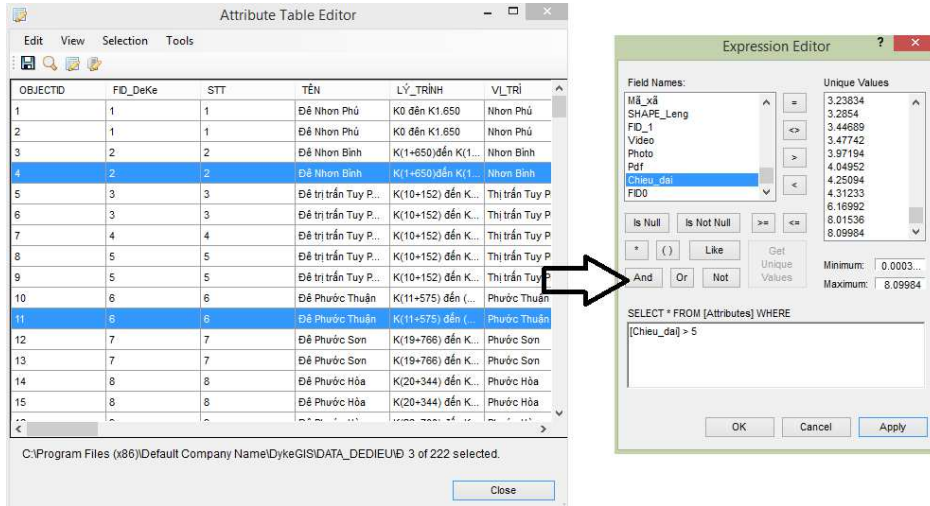 Attribute Table Editor
Edit View Selection Tools
OBJECTID FID_DeKe STT TÊN LÝ_TRÌNH VỊ_TRÌ
1 1 1 Đê Nhơn Phú K0 đến K1.650 Nhơn Phú
2 1 1 Đê Nhơn Phú K0 đến K1.650 Nhơn Phú
3 2 2 Đê Nhơn Bình K(1+650)đến K(1... Nhơn Bình
4 2 2 Đê Nhơn Bình K(1+650)đến K(1... Nhơn Bình
5 3 3 Đê trị trấn Tuy P... K(10+152) đến K... Thị trấn Tuy P
6 3 3 Đê trị trấn Tuy P... K(10+152) đến K... Thị trấn Tuy P
7 4 4 Đê trị trấn Tuy P... K(10+152) đến K... Thị trấn Tuy P
8 5 5 Đê trị trấn Tuy P... K(10+152) đến K... Thị trấn Tuy P
9 5 5 Đê trị trấn Tuy P... K(10+152) đến K... Thị trấn Tuy P
10 6 6 Đê Phước Thuận K(11+575) đến (... Phước Thuận
11 6 6 Đê Phước Thuận K(11+575) đến (... Phước Thuận
12 7 7 Đê Phước Sơn K(19+766) đến K... Phước Sơn
13 7 7 Đê Phước Sơn K(19+766) đến K... Phước Sơn
14 8 8 Đê Phước Hòa K(20+344) đến K... Phước Hòa
15 8 8 Đê Phước Hòa K(20+344) đến K... Phước Hòa
C:\Program Files (x86)\Default Company Name\DykeGIS\DATA_DEDIEU\Đ 3 of 222 selected.
Close
Expression Editor ?
Field Names: Unique Values
Mã_xã
SHAPE_Leng
FID_1
Video
Photo
Pdf
Chieu_dai
FID0
=
<>
>
<
3.23834
3.2854
3.44689
3.47742
3.97194
4.04952
4.25094
4.31233
6.16992
8.01536
8.09984
Is Null Is Not Null >= <=
* ( ) Like
And Or Not
Get
Unique
Values
Minimum: 0.0003...
Maximum: 8.09984
SELECT * FROM [Attributes] WHERE
[Chieu_dai] > 5
OK Cancel Apply